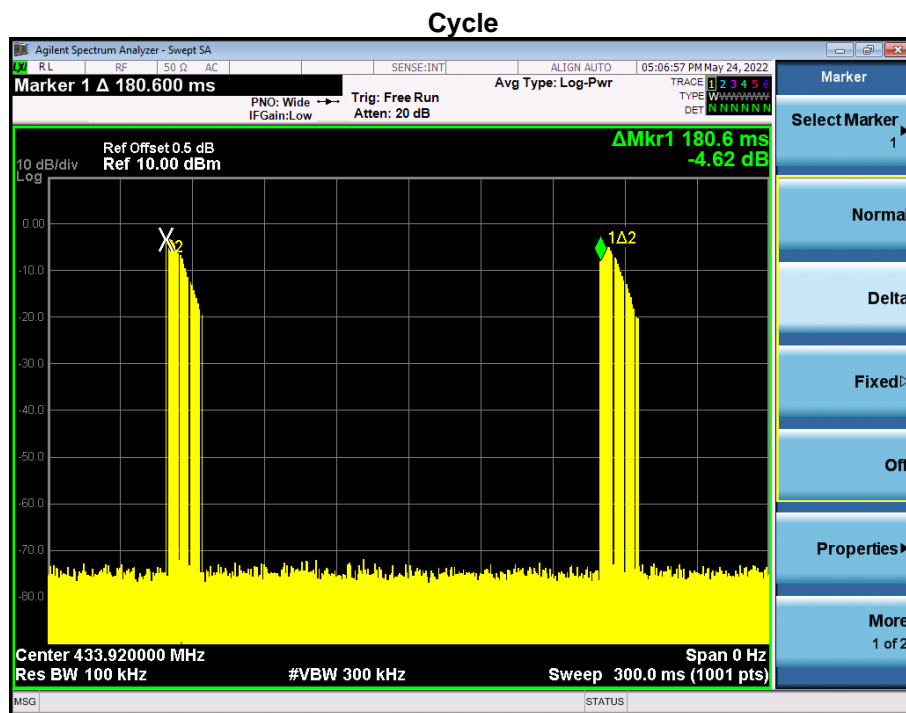 Cycle
Agilent Spectrum Analyzer - Swept SA
LXI RL RF 50 Ω AC SENSE:INT ALIGN AUTO 05:06:57 PM May 24, 2022
Marker 1 Δ 180.600 ms
PNO: Wide
IFGain:Low
Trig: Free Run
Atten: 20 dB
Avg Type: Log-Pwr
TRACE 1 2 3 4 5 6
TYPE WWWWWW
DET N N N N N N
Marker
Select Marker
1
Normal
Delta
Fixed
Off
Properties
More
1 of 2
ΔMkr1 180.6 ms
-4.62 dB
Ref Offset 0.5 dB
10 dB/div Ref 10.00 dBm
Log
0.00
-10.0
-20.0
-30.0
-40.0
-50.0
-60.0
-70.0
-80.0
1Δ2
Center 433.920000 MHz Span 0 Hz
Res BW 100 kHz #VBW 300 kHz Sweep 300.0 ms (1001 pts)
MSG STATUS